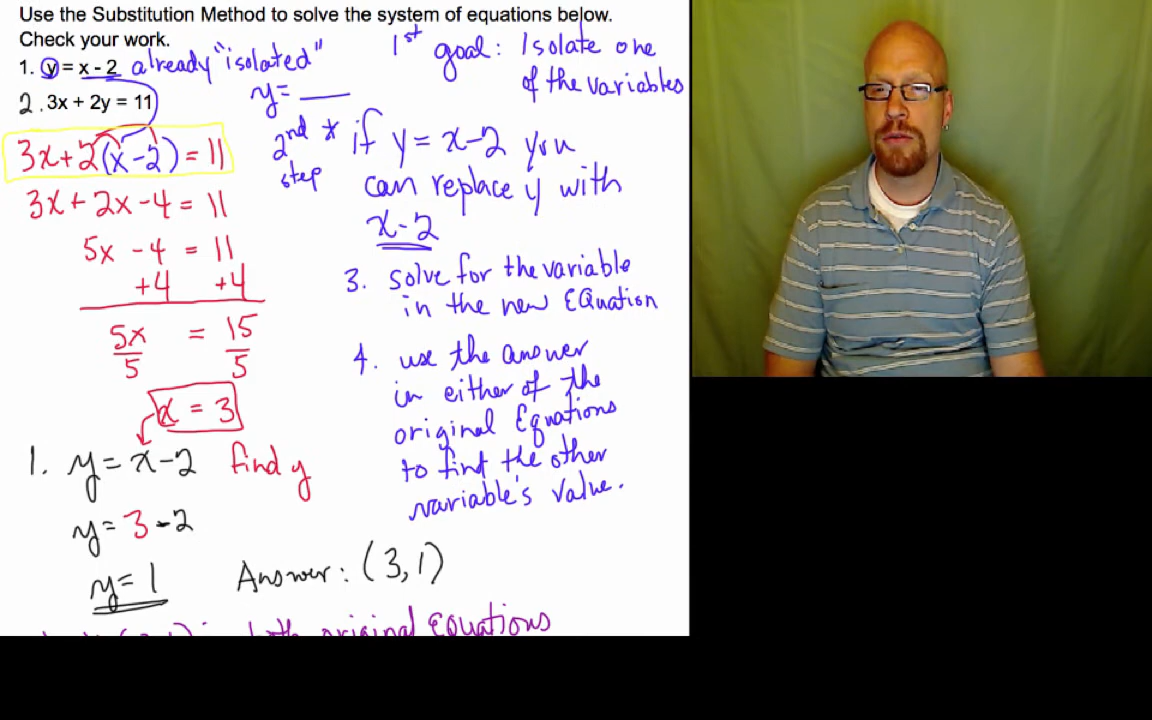 Use the Substitution Method to solve the system of equations below.
Check your work.
1. y = x - 2 already "isolated"
2. 3x + 2y = 11
y = __
1st goal: Isolate one
of the variables
3x + 2(x - 2) = 11
3x + 2x - 4 = 11
5x - 4 = 11
+4 +4
5x = 15
5 5
x = 3
1. y = x - 2 find y
y = 3 - 2
y = 1
Answer: (3, 1)
2nd step * if y = x - 2 you
can replace y with
x - 2
3. solve for the variable
in the new EQuation
4. use the answer
in either of the
original Equations
to find the other
variable's value.
both original Equations